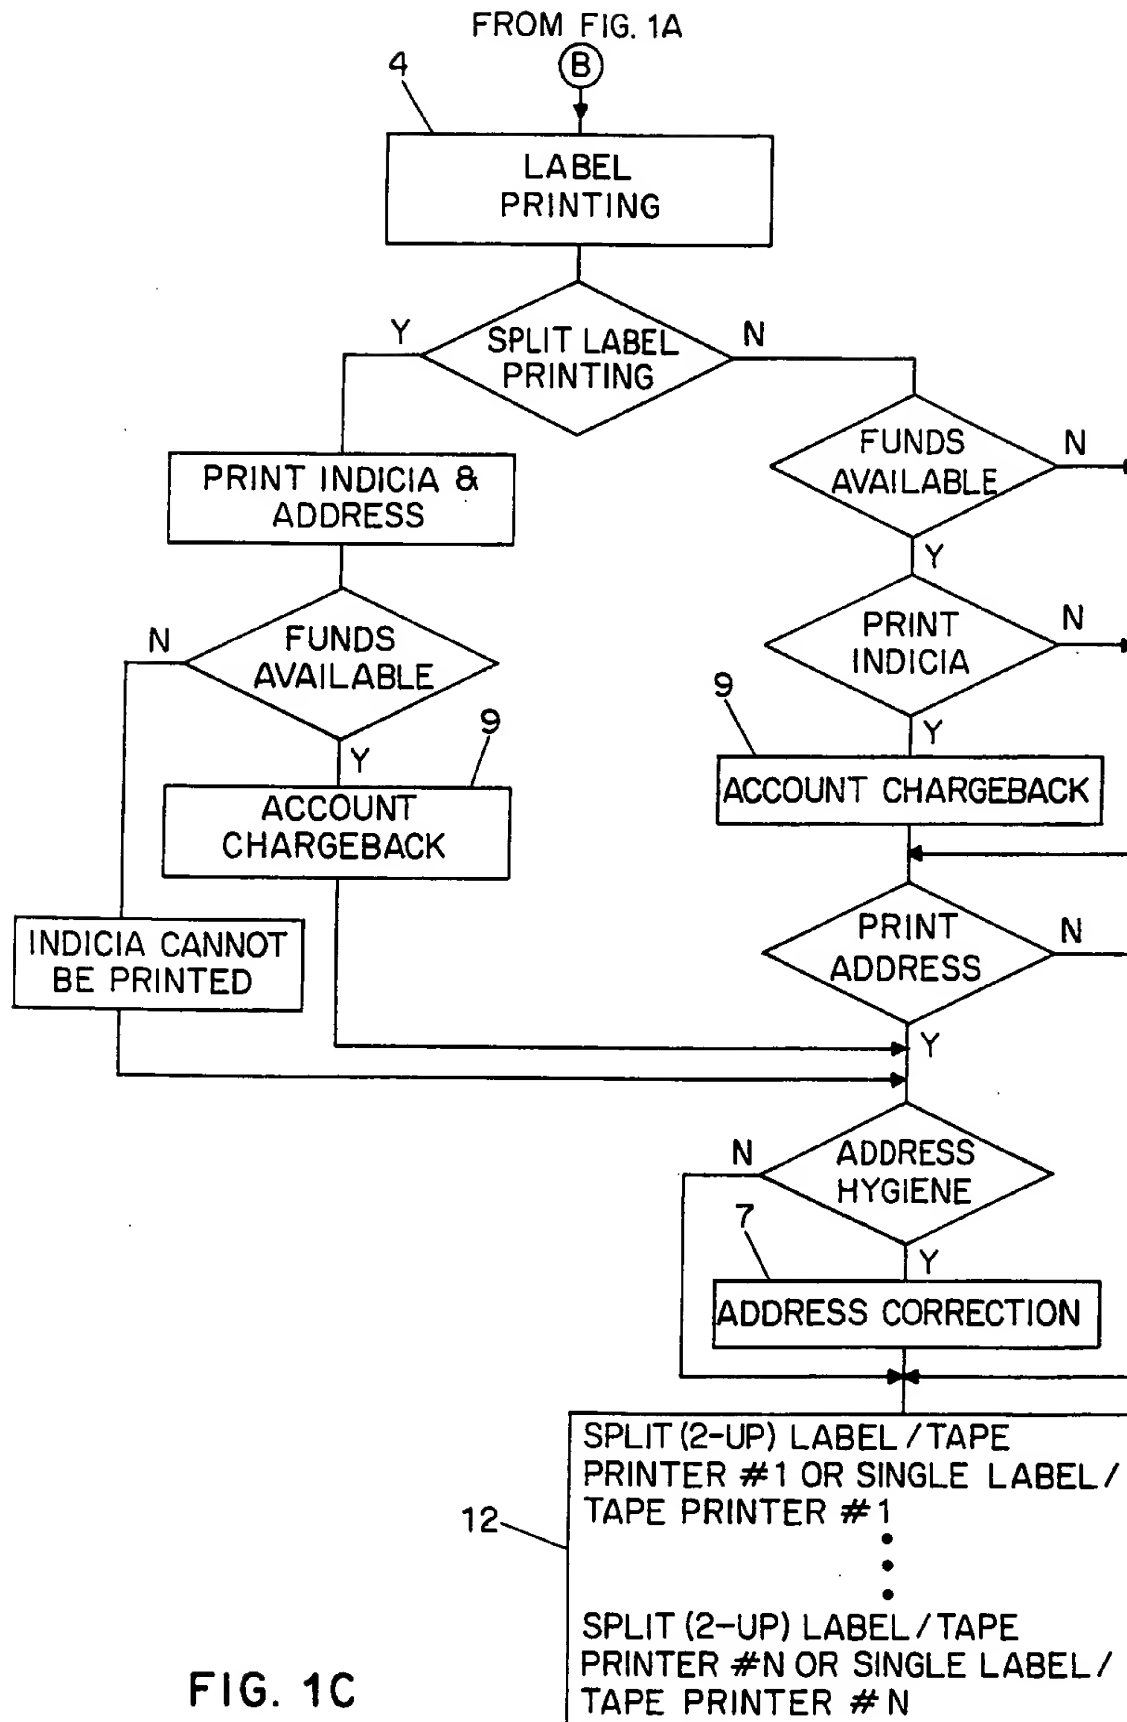 FROM FIG. 1A
B
4
LABEL
PRINTING
Y
SPLIT LABEL
PRINTING
N
PRINT INDICIA &
ADDRESS
FUNDS
AVAILABLE
N
Y
N
FUNDS
AVAILABLE
Y
PRINT
INDICIA
N
Y
9
ACCOUNT
CHARGEBACK
9
ACCOUNT CHARGEBACK
INDICIA CANNOT
BE PRINTED
PRINT
ADDRESS
N
Y
N
ADDRESS
HYGIENE
Y
7
ADDRESS CORRECTION
12
SPLIT (2-UP) LABEL / TAPE
PRINTER #1 OR SINGLE LABEL /
TAPE PRINTER #1
SPLIT (2-UP) LABEL / TAPE
PRINTER #N OR SINGLE LABEL /
TAPE PRINTER #N
FIG. 1C